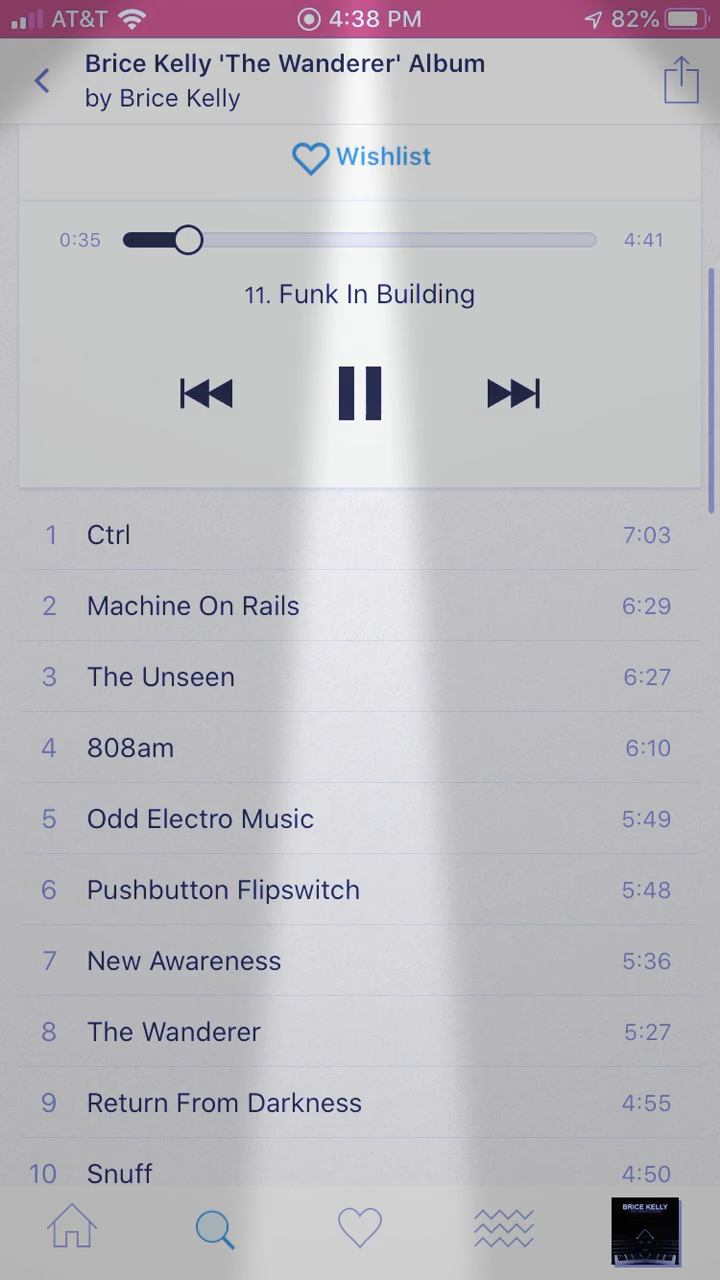 AT&T 4:38 PM 82%
Brice Kelly 'The Wanderer' Album
by Brice Kelly
Wishlist
0:35 4:41
11. Funk In Building
1 Ctrl 7:03
2 Machine On Rails 6:29
3 The Unseen 6:27
4 808am 6:10
5 Odd Electro Music 5:49
6 Pushbutton Flipswitch 5:48
7 New Awareness 5:36
8 The Wanderer 5:27
9 Return From Darkness 4:55
10 Snuff 4:50
BRICE KELLY